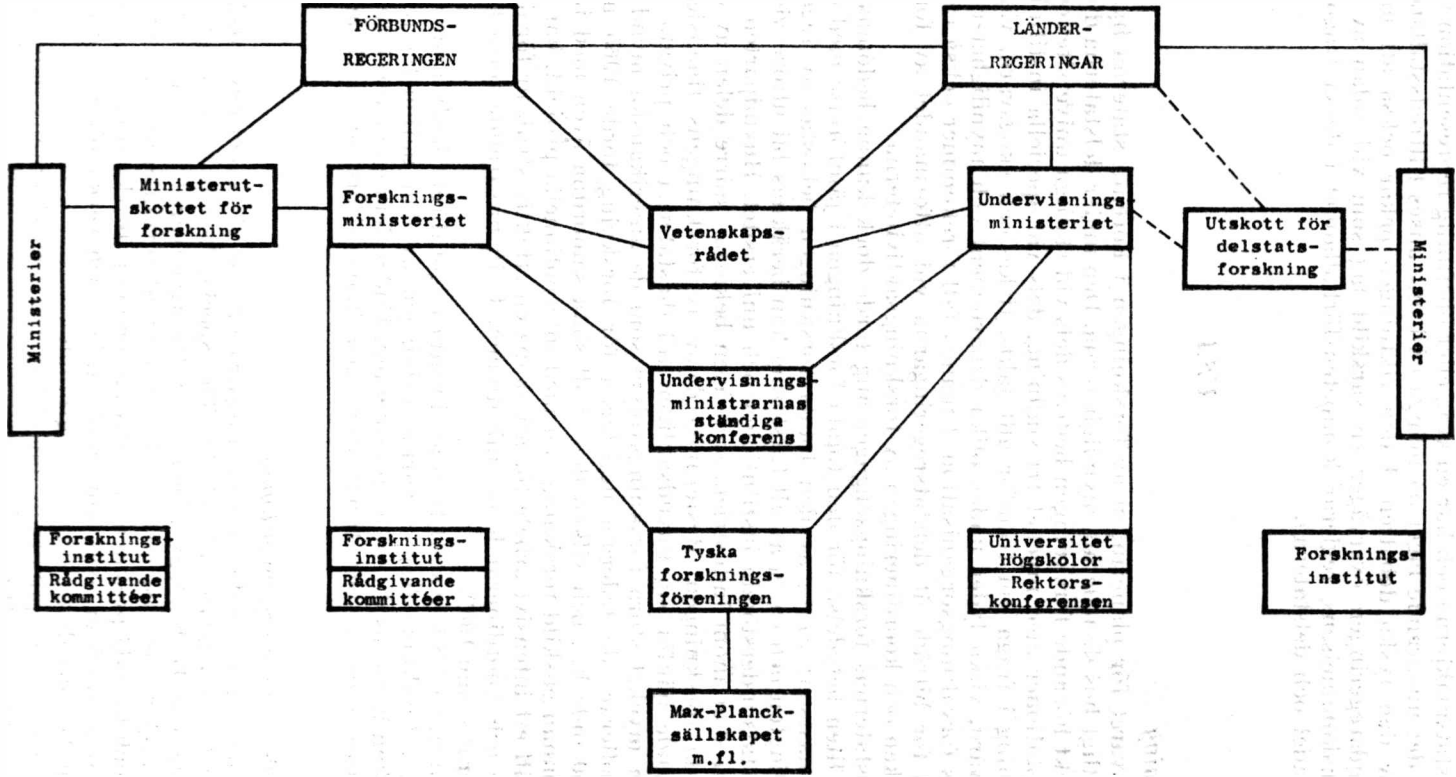 FÖRBUNDS-
REGERINGEN
LÄNDER-
REGERINGAR
Ministerier
Ministerut-
skottet för
forskning
Forsknings-
ministeriet
Vetenskaps-
rådet
Undervisnings
ministeriet
Utskott för
delstats-
forskning
Ministerier
Undervisnings-
ministrarnas
ständiga
konferens
Forsknings-
institut
Rådgivande
kommittéer
Forsknings-
institut
Rådgivande
kommittéer
Tyska
forsknings-
föreningen
Universitet
Högskolor
Rektors-
konferensen
Forsknings-
institut
Max-Planck-
sällskapet
m.fl.